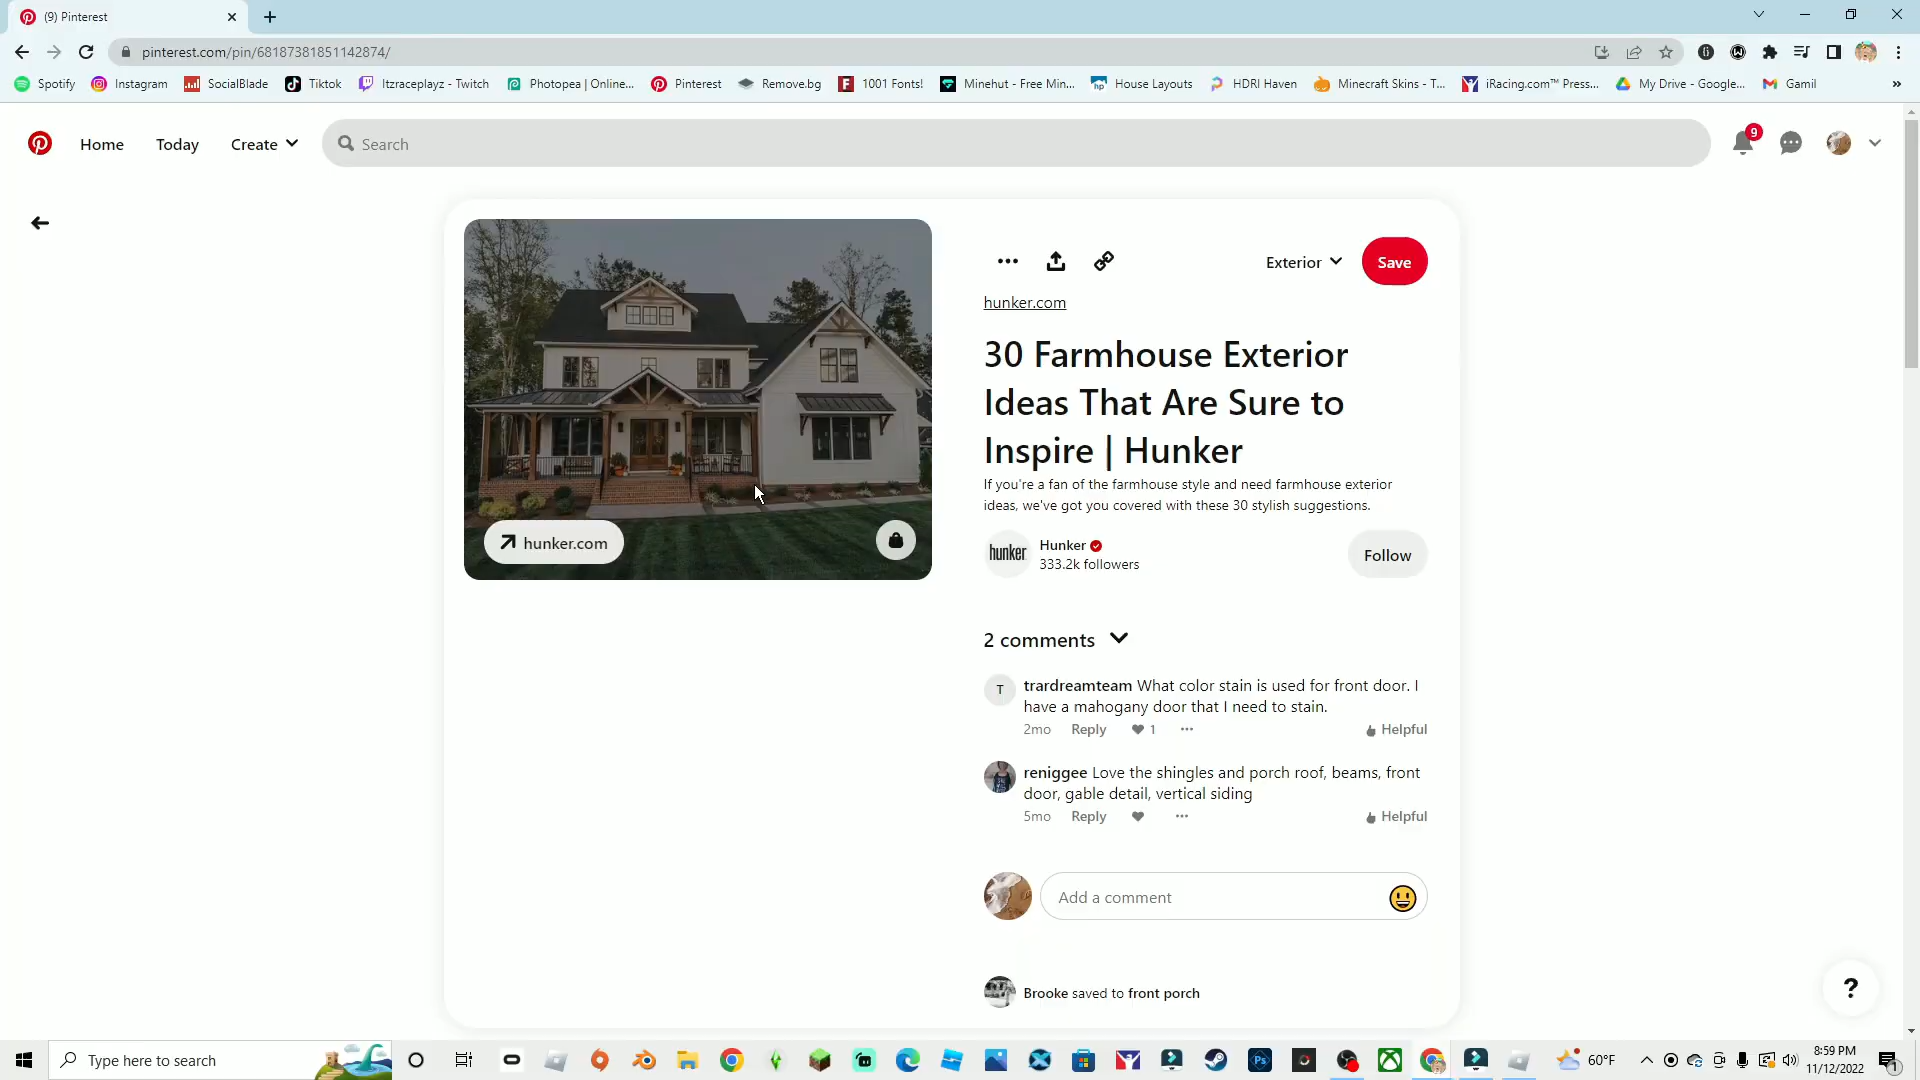 (9) Pinterest
pinterest.com/pin/68187381851142874/
Spotify Instagram SocialBlade Tiktok Itzraceplayz - Twitch Photopea | Online... Pinterest Remove.bg 1001 Fonts! Minehut - Free Min... House Layouts HDRI Haven Minecraft Skins - T... iRacing.com™ Press... My Drive - Google... Gamil »
Home Today Create Search 9
Exterior Save
hunker.com
30 Farmhouse Exterior
Ideas That Are Sure to
Inspire | Hunker
If you're a fan of the farmhouse style and need farmhouse exterior
ideas, we've got you covered with these 30 stylish suggestions.
hunker.com
hunker Hunker
333.2k followers
Follow
2 comments
T trardreamteam What color stain is used for front door. I
have a mahogany door that I need to stain.
2mo Reply 1 Helpful
reniggee Love the shingles and porch roof, beams, front
door, gable detail, vertical siding
5mo Reply Helpful
Add a comment
Brooke saved to front porch
?
Type here to search
Ps
60°F
8:59 PM
11/12/2022
1